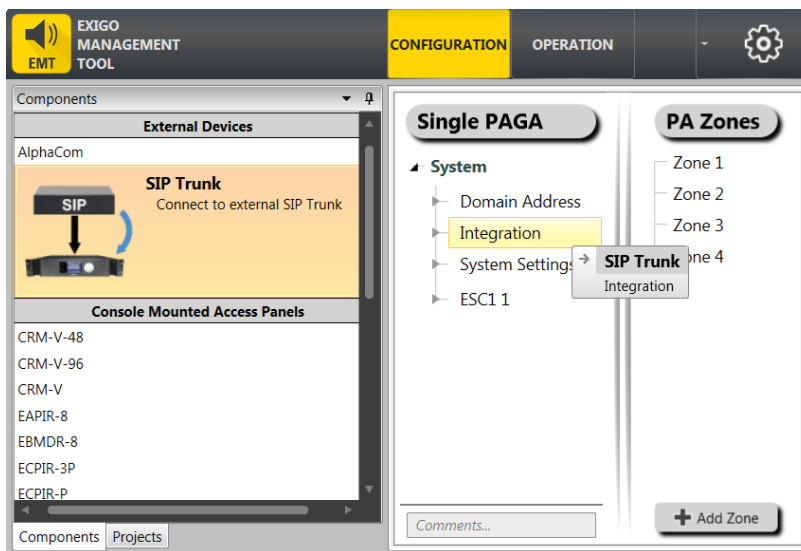 EXIGO
MANAGEMENT
TOOL
EMT
CONFIGURATION
OPERATION
Components
External Devices
AlphaCom
SIP Trunk
Connect to external SIP Trunk
SIP
Console Mounted Access Panels
CRM-V-48
CRM-V-96
CRM-V
EAPIR-8
EBMDR-8
ECPIR-3P
ECPIR-P
Components
Projects
Single PAGA
System
Domain Address
Integration
System Settings
ESC1 1
Comments...
SIP Trunk
Integration
PA Zones
Zone 1
Zone 2
Zone 3
ne 4
Add Zone